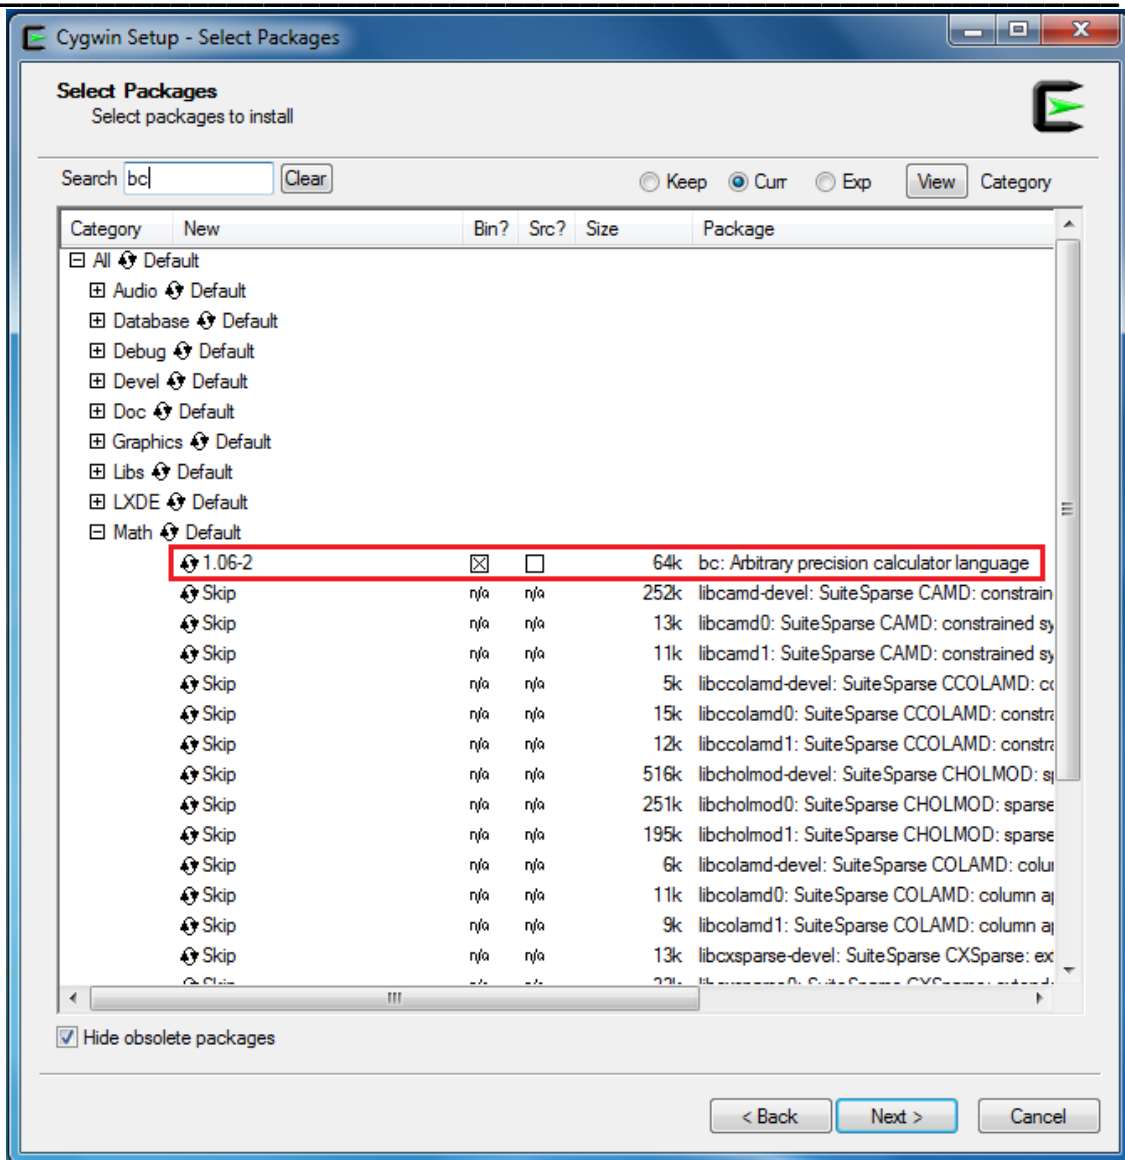 Cygwin Setup - Select Packages
Select Packages
Select packages to install
Search bc Clear Keep Curr Exp View Category
Category New Bin? Src? Size Package
All Default
Audio Default
Database Default
Debug Default
Devel Default
Doc Default
Graphics Default
Libs Default
LXDE Default
Math Default
1.06-2 64k bc: Arbitrary precision calculator language
Skip n/a n/a 252k libcamd-devel: SuiteSparse CAMD: constrain
Skip n/a n/a 13k libcamd0: SuiteSparse CAMD: constrained sy
Skip n/a n/a 11k libcamd1: SuiteSparse CAMD: constrained sy
Skip n/a n/a 5k libccolamd-devel: SuiteSparse CCOLAMD: co
Skip n/a n/a 15k libccolamd0: SuiteSparse CCOLAMD: constra
Skip n/a n/a 12k libccolamd1: SuiteSparse CCOLAMD: constra
Skip n/a n/a 516k libcholmod-devel: SuiteSparse CHOLMOD: sp
Skip n/a n/a 251k libcholmod0: SuiteSparse CHOLMOD: sparse
Skip n/a n/a 195k libcholmod1: SuiteSparse CHOLMOD: sparse
Skip n/a n/a 6k libcolamd-devel: SuiteSparse COLAMD: colu
Skip n/a n/a 11k libcolamd0: SuiteSparse COLAMD: column a
Skip n/a n/a 9k libcolamd1: SuiteSparse COLAMD: column a
Skip n/a n/a 13k libcxsparse-devel: SuiteSparse CXSparse: ex
Hide obsolete packages
< Back Next > Cancel